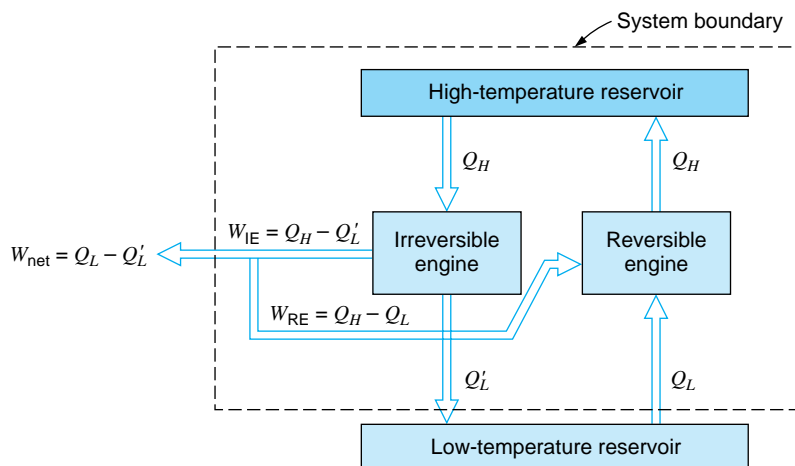 System boundary
High-temperature reservoir
Q_H
Q_H
W_IE = Q_H − Q'_L
Irreversible
engine
Reversible
engine
W_net = Q_L − Q'_L
W_RE = Q_H − Q_L
Q'_L
Q_L
Low-temperature reservoir